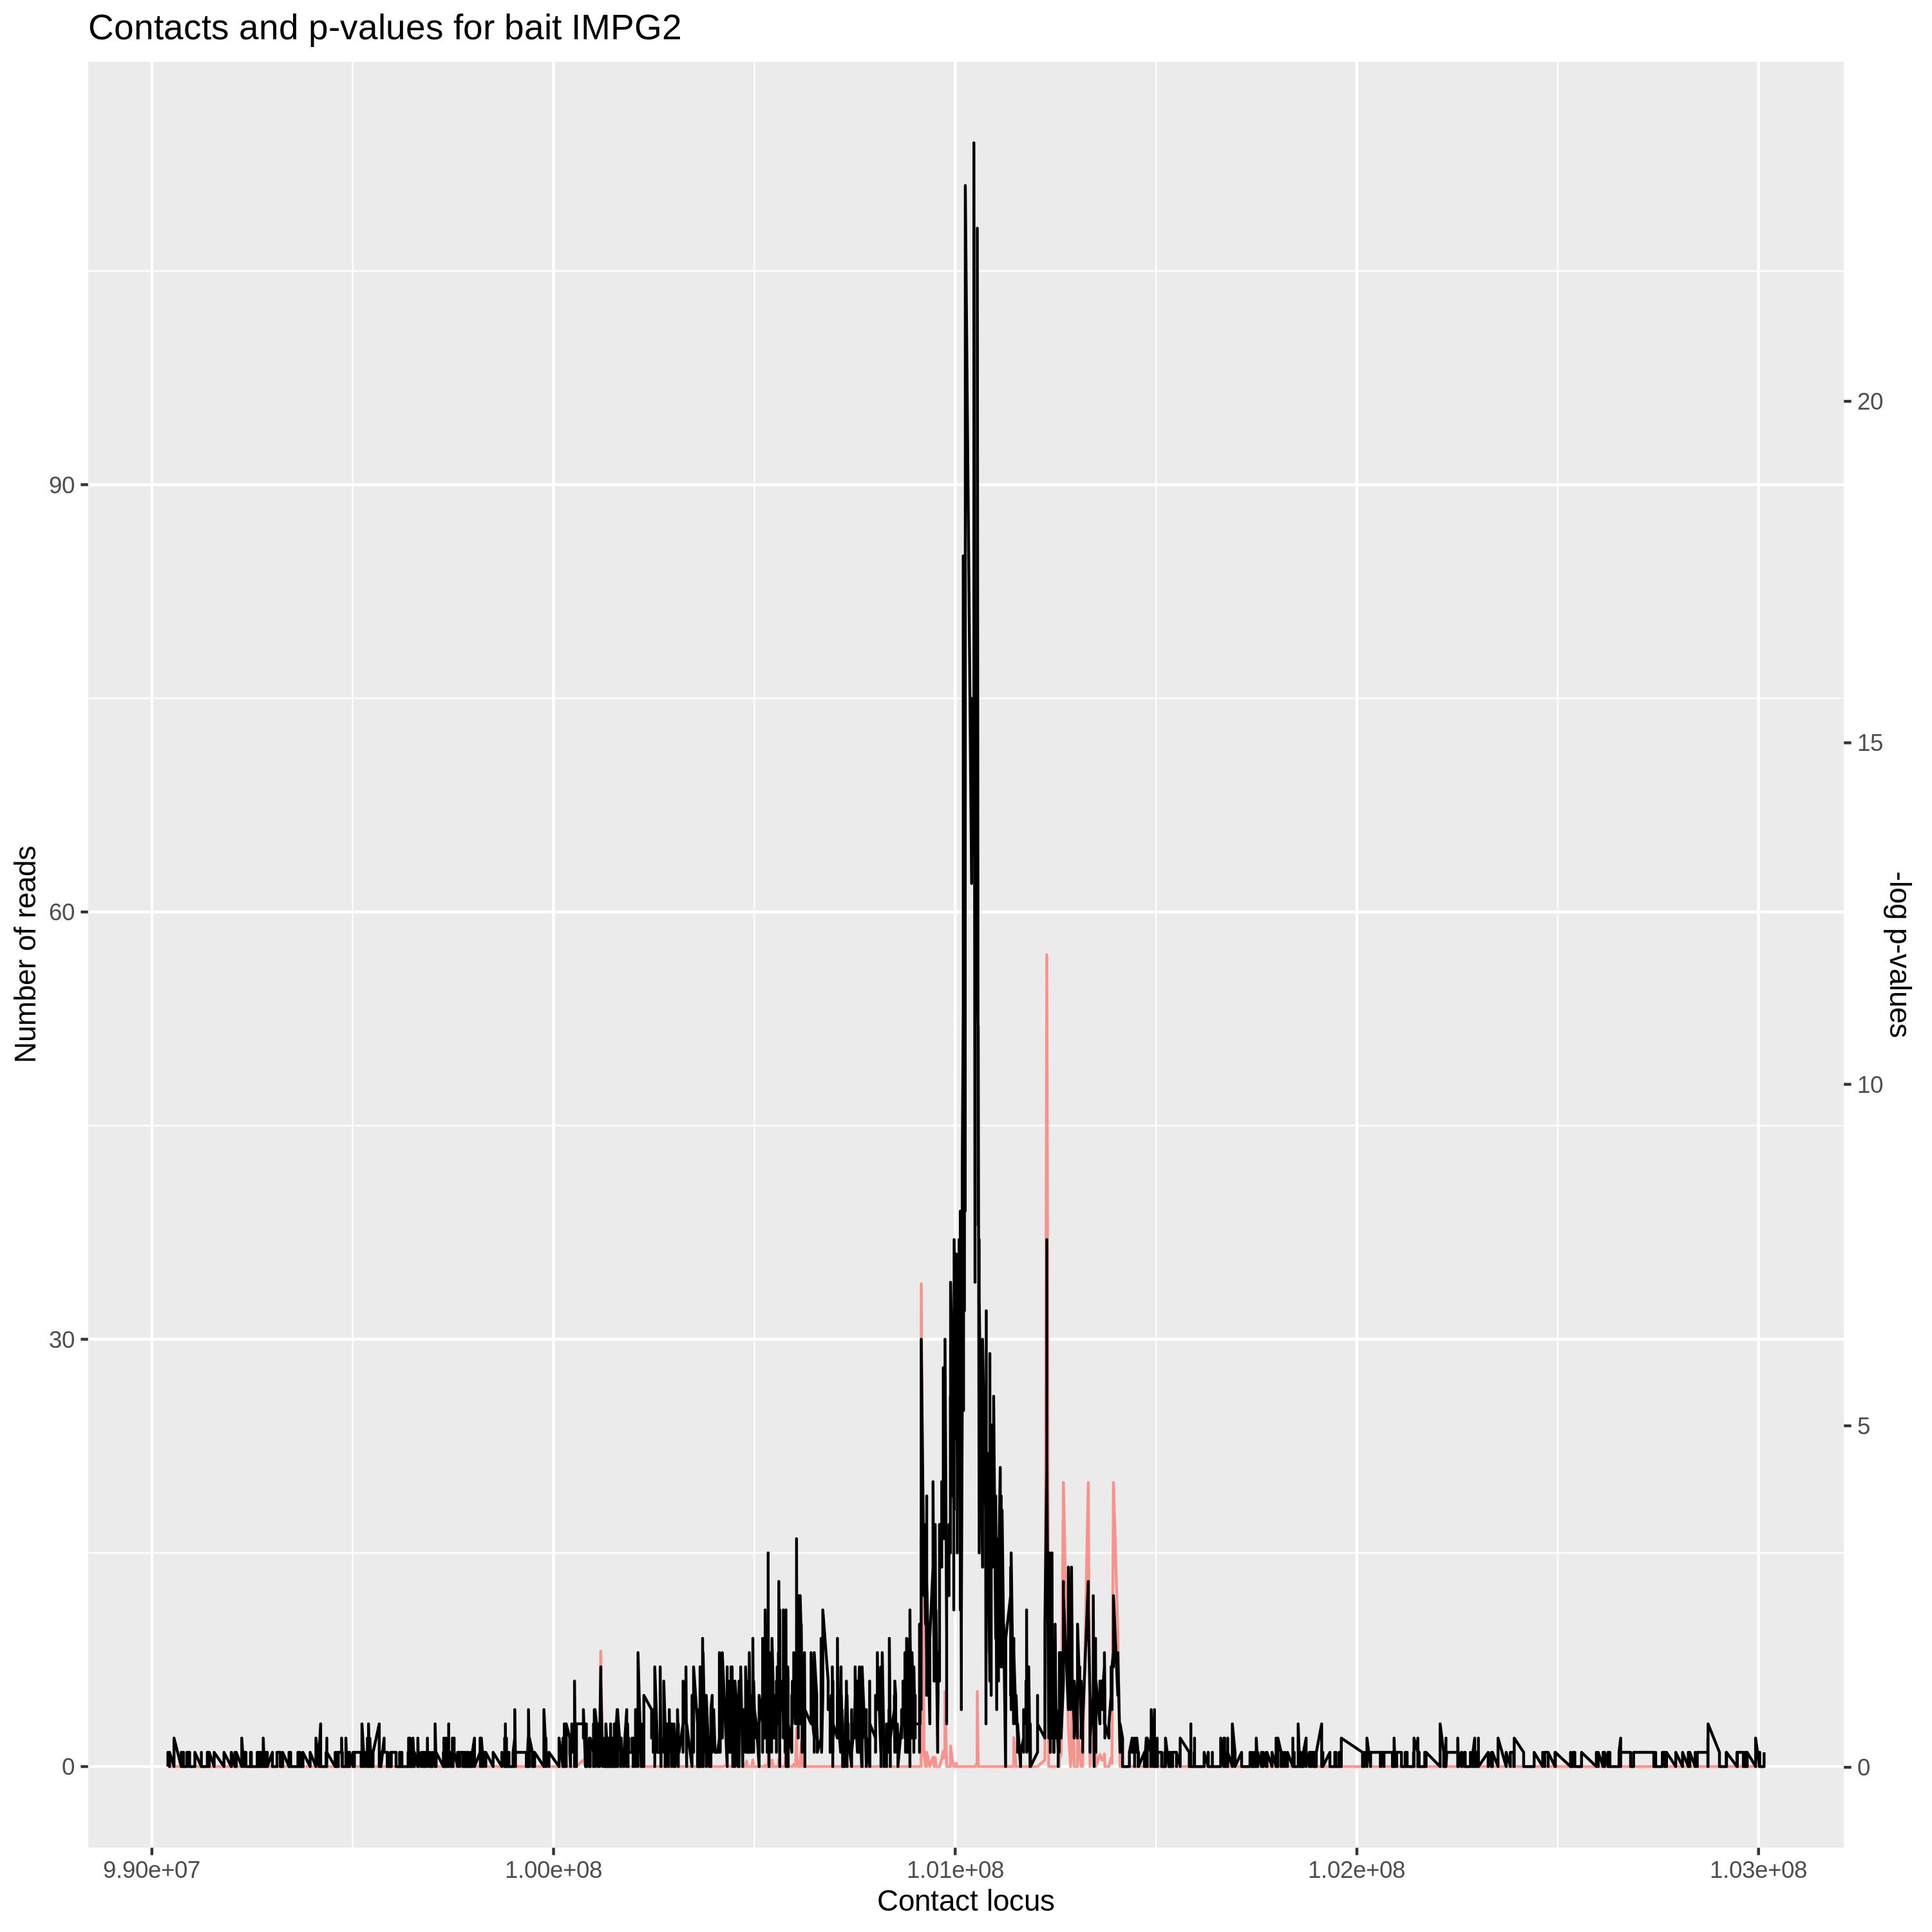 Contacts and p-values for bait IMPG2
Number of reads
90
60
30
0
20
15
10
5
0
-log p-values
9.90e+07
1.00e+08
1.01e+08
1.02e+08
1.03e+08
Contact locus